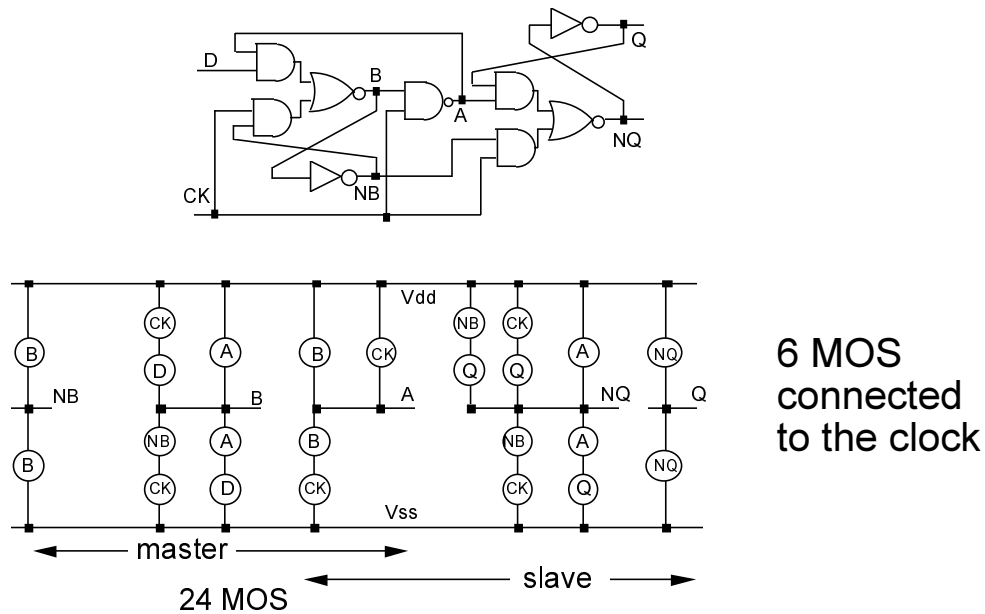 Q
D
B
A
NQ
CK
NB
Vdd
CK
NB
CK
B
D
A
B
CK
Q
Q
A
NQ
NB
B
A
NQ
Q
B
NB
A
B
NB
A
NQ
CK
D
CK
CK
Q
Vss
master
slave
24 MOS
6 MOS
connected
to the clock